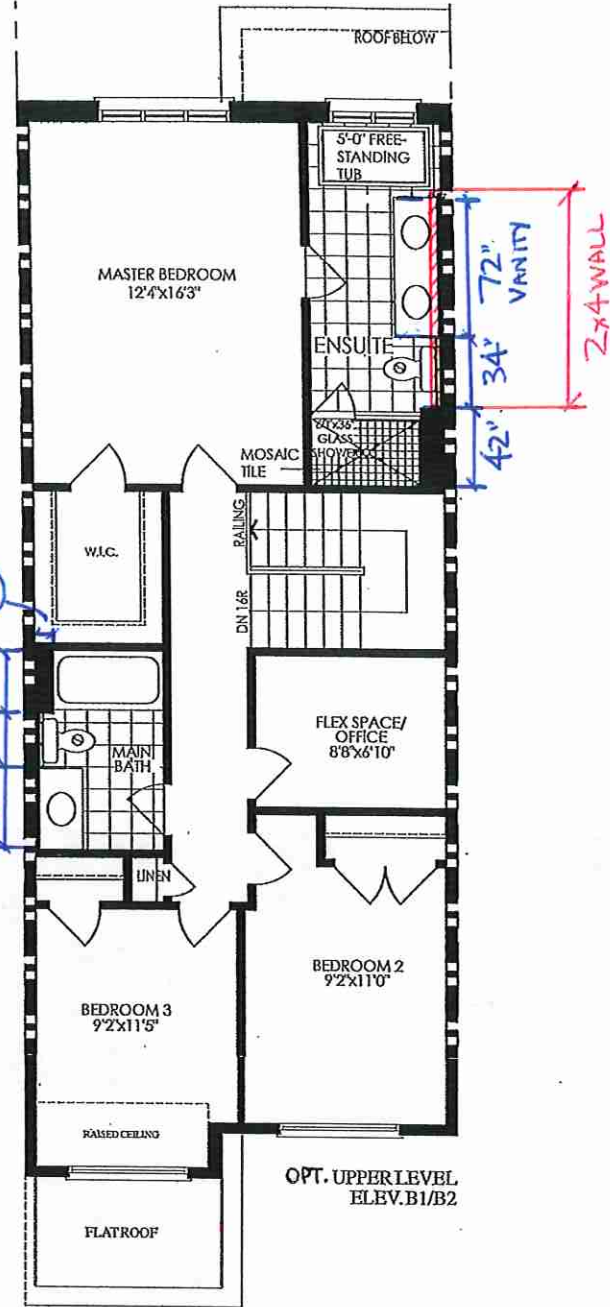 ROOF BELOW
5'-0" FREE-
STANDING
TUB
MASTER BEDROOM
12'4"x16'3"
72"
VANITY
2x4 WALL
ENSUITE
34"
60"x36"
GLASS
SHOWER
MOSAIC
TILE
42"
W.I.C.
RAILING
DN 16R
FLEX SPACE/
OFFICE
8'8"x6'10"
MAIN
BATH
LINEN
BEDROOM 2
9'2"x11'0"
BEDROOM 3
9'2"x11'5"
RAISED CEILING
OPT. UPPER LEVEL
ELEV. B1/B2
FLAT ROOF